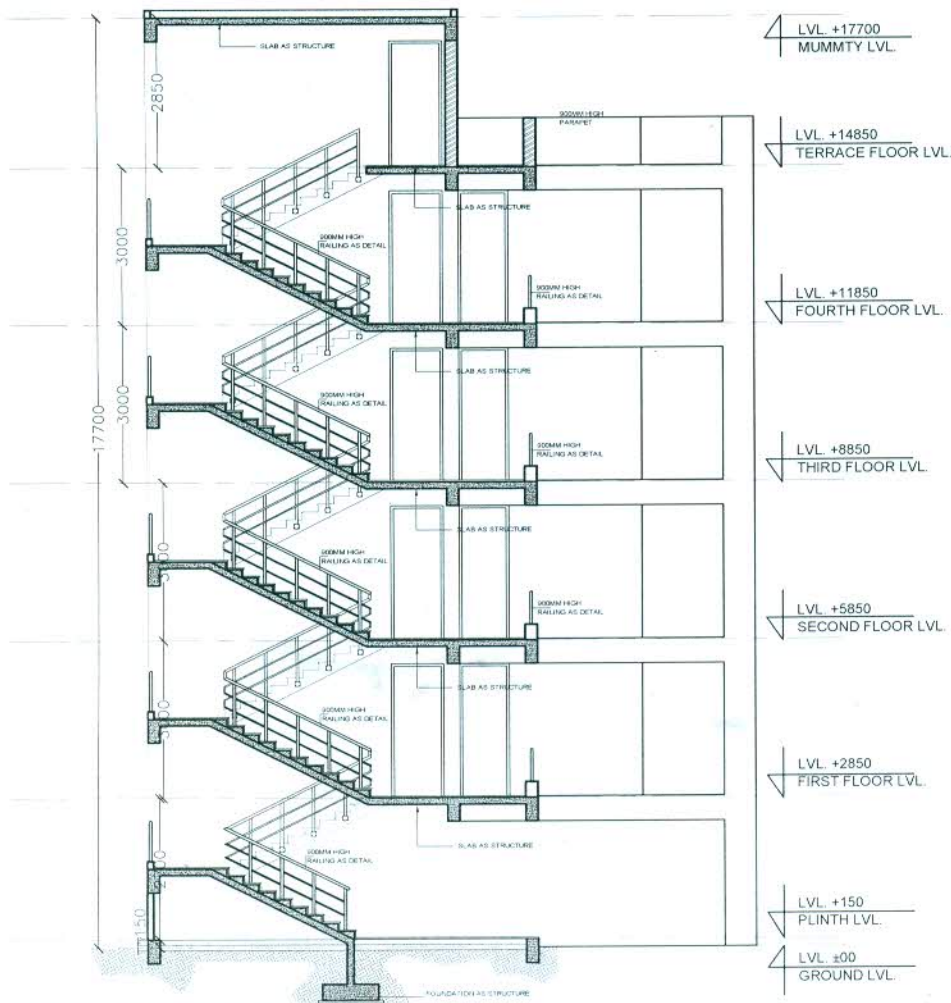 LVL. +17700
MUMMTY LVL.
SLAB AS STRUCTURE
2850
900MM HIGH
PARAPET
LVL. +14850
TERRACE FLOOR LVL.
SLAB AS STRUCTURE
3000
900MM HIGH
RAILING AS DETAIL
900MM HIGH
RAILING AS DETAIL
LVL. +11850
FOURTH FLOOR LVL.
SLAB AS STRUCTURE
3000
17700
900MM HIGH
RAILING AS DETAIL
900MM HIGH
RAILING AS DETAIL
LVL. +8850
THIRD FLOOR LVL.
SLAB AS STRUCTURE
900MM HIGH
RAILING AS DETAIL
900MM HIGH
RAILING AS DETAIL
LVL. +5850
SECOND FLOOR LVL.
SLAB AS STRUCTURE
900MM HIGH
RAILING AS DETAIL
LVL. +2850
FIRST FLOOR LVL.
SLAB AS STRUCTURE
900MM HIGH
RAILING AS DETAIL
150
LVL. +150
PLINTH LVL.
LVL. ±00
GROUND LVL.
FOUNDATION AS STRUCTURE